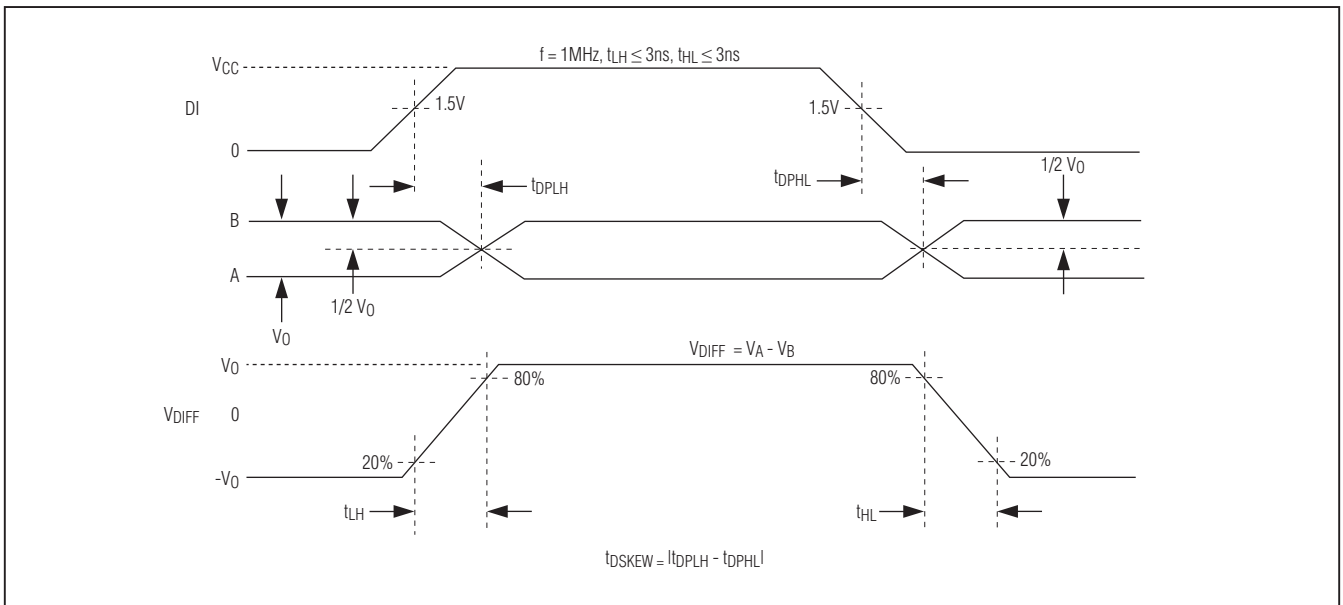 f = 1MHz, tLH ≤ 3ns, tHL ≤ 3ns
VCC
DI
1.5V
1.5V
0
1/2 VO
tDPLH
tDPHL
B
A
1/2 VO
VO
VDIFF = VA - VB
VO
80%
80%
VDIFF 0
20%
20%
-VO
tLH
tHL
tDSKEW = |tDPLH - tDPHL|